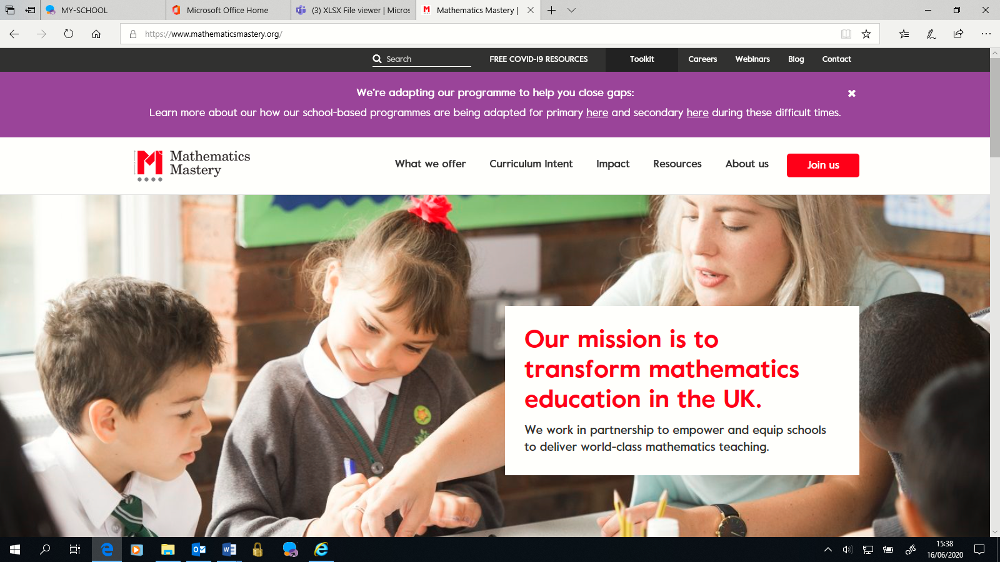 MY-SCHOOL
Microsoft Office Home
(3) XLSX File viewer | Micros
Mathematics Mastery |
https://www.mathematicsmastery.org/
Search
FREE COVID-19 RESOURCES
Toolkit
Careers
Webinars
Blog
Contact
We're adapting our programme to help you close gaps:
Learn more about our how our school-based programmes are being adapted for primary here and secondary here during these difficult times.
Mathematics
Mastery
What we offer
Curriculum Intent
Impact
Resources
About us
Join us
Our mission is to
transform mathematics
education in the UK.
We work in partnership to empower and equip schools
to deliver world-class mathematics teaching.
15:38
16/06/2020